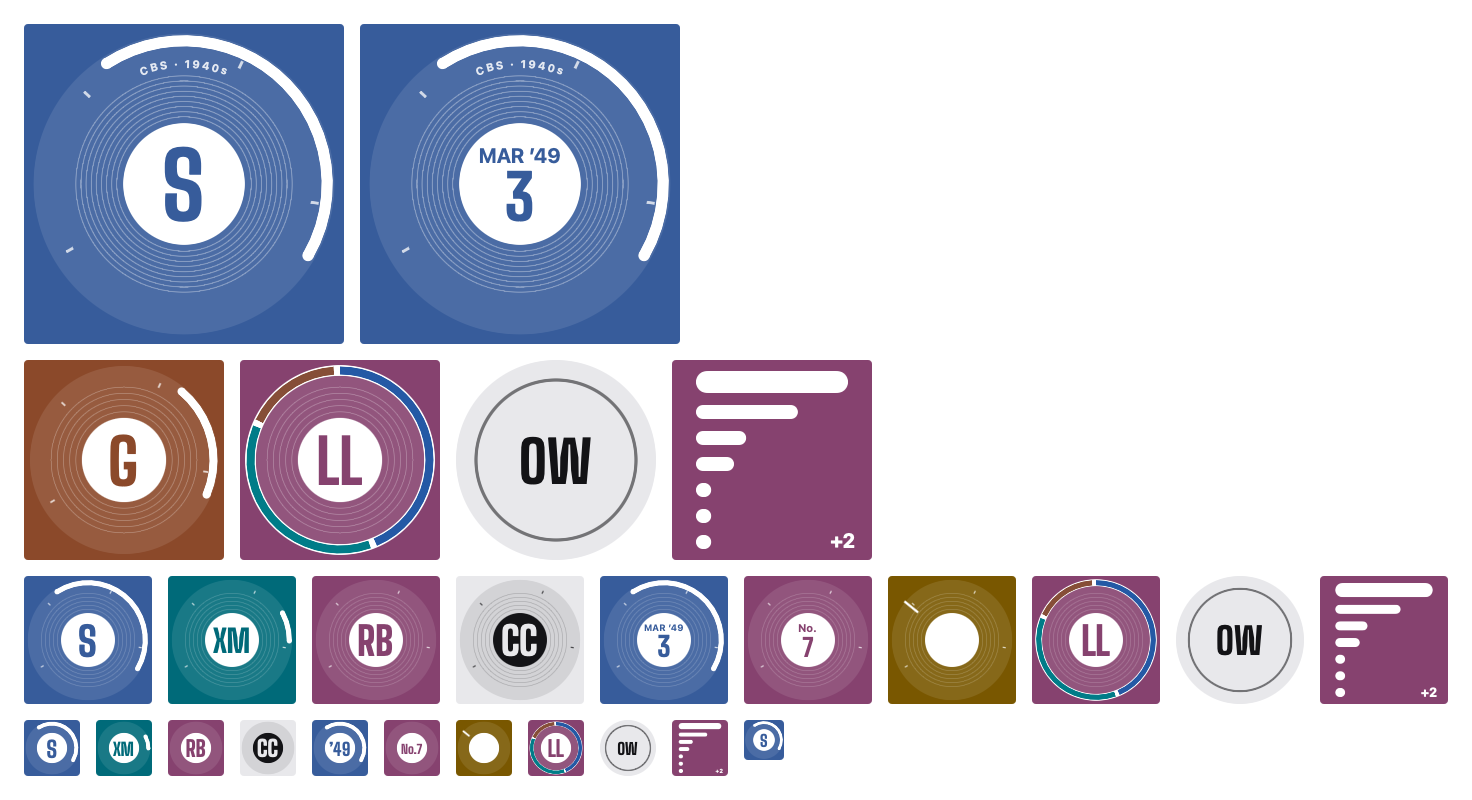 CBS · 1940s
S
CBS · 1940s
MAR ’49
3
G
LL
OW
+2
S
XM
RB
CC
MAR ’49
3
No.
7
LL
OW
+2
S
XM
RB
CC
’49
No.7
LL
OW
+2
S